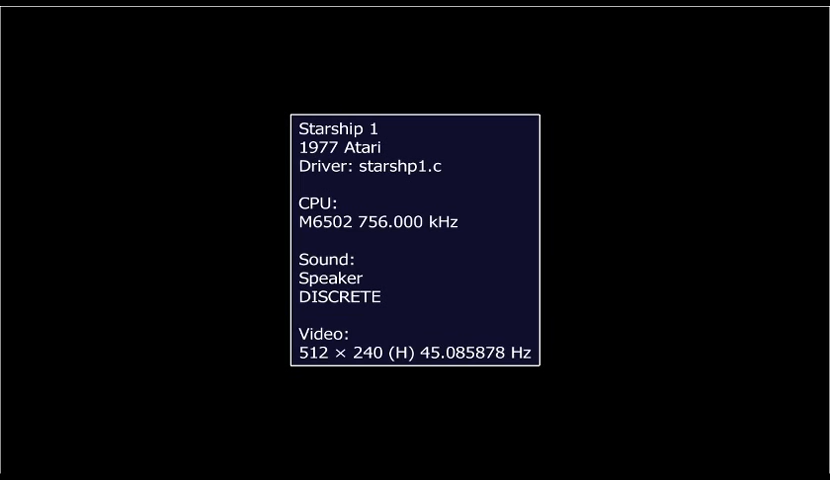 Starship 1
1977 Atari
Driver: starshp1.c
CPU:
M6502 756.000 kHz
Sound:
Speaker
DISCRETE
Video:
512 × 240 (H) 45.085878 Hz